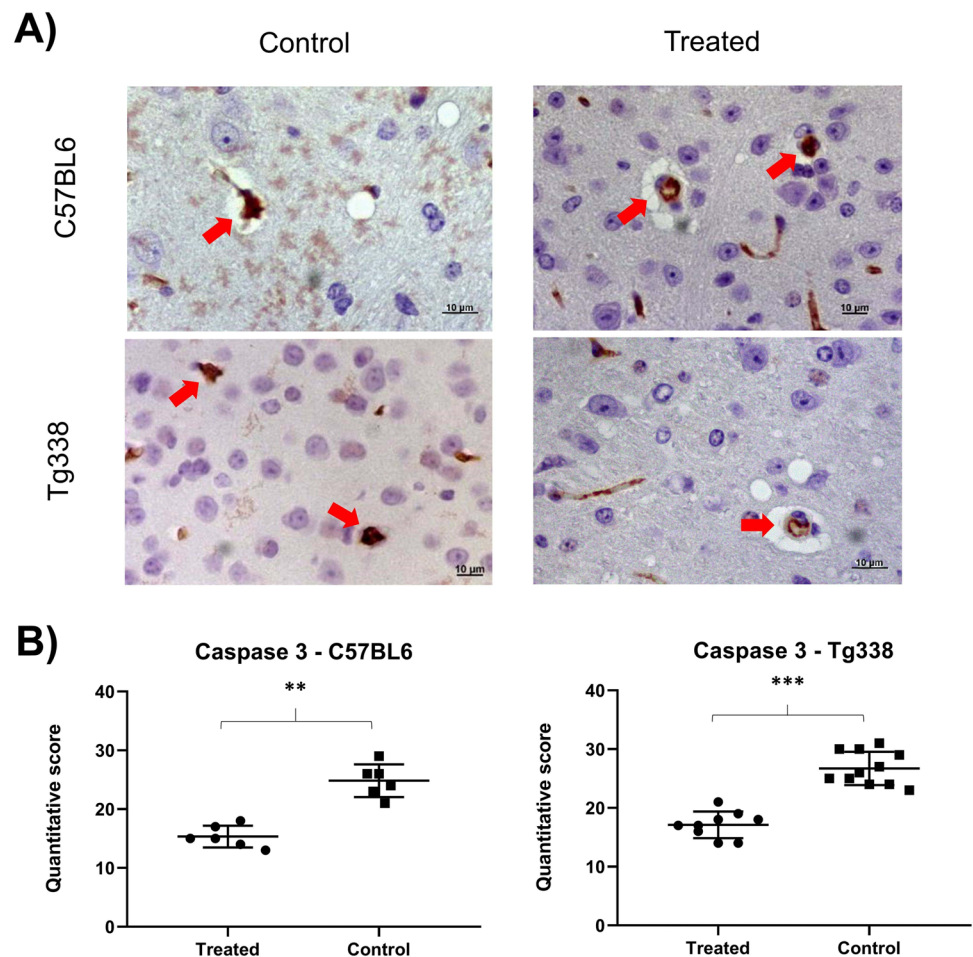 A)
Control
Treated
C57BL6
10 µm
10 µm
Tg338
10 µm
10 µm
B)
Caspase 3 - C57BL6
**
Quantitative score
40
30
20
10
0
Treated
Control
Caspase 3 - Tg338
***
Quantitative score
40
30
20
10
0
Treated
Control